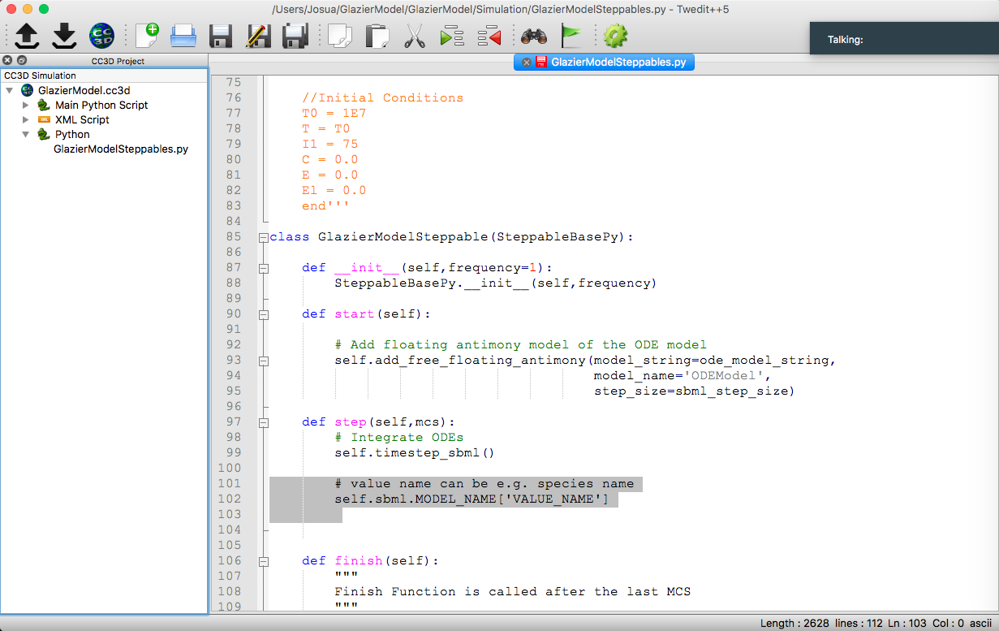 /Users/Josua/GlazierModel/GlazierModel/Simulation/GlazierModelSteppables.py - Twedit++5
CC3D
Talking:
CC3D Project
GlazierModelSteppables.py
CC3D Simulation
GlazierModel.cc3d
Main Python Script
XML Script
Python
GlazierModelSteppables.py
75
76 //Initial Conditions
77 T0 = 1E7
78 T = T0
79 I1 = 75
80 C = 0.0
81 E = 0.0
82 El = 0.0
83 end'''
84
85 class GlazierModelSteppable(SteppableBasePy):
86
87 def __init__(self,frequency=1):
88 SteppableBasePy.__init__(self,frequency)
89
90 def start(self):
91
92 # Add floating antimony model of the ODE model
93 self.add_free_floating_antimony(model_string=ode_model_string,
94 model_name='ODEModel',
95 step_size=sbml_step_size)
96
97 def step(self,mcs):
98 # Integrate ODEs
99 self.timestep_sbml()
100
101 # value name can be e.g. species name
102 self.sbml.MODEL_NAME['VALUE_NAME']
103
104
105
106 def finish(self):
107 """
108 Finish Function is called after the last MCS
109 """
Length : 2628 lines : 112 Ln : 103 Col : 0 ascii